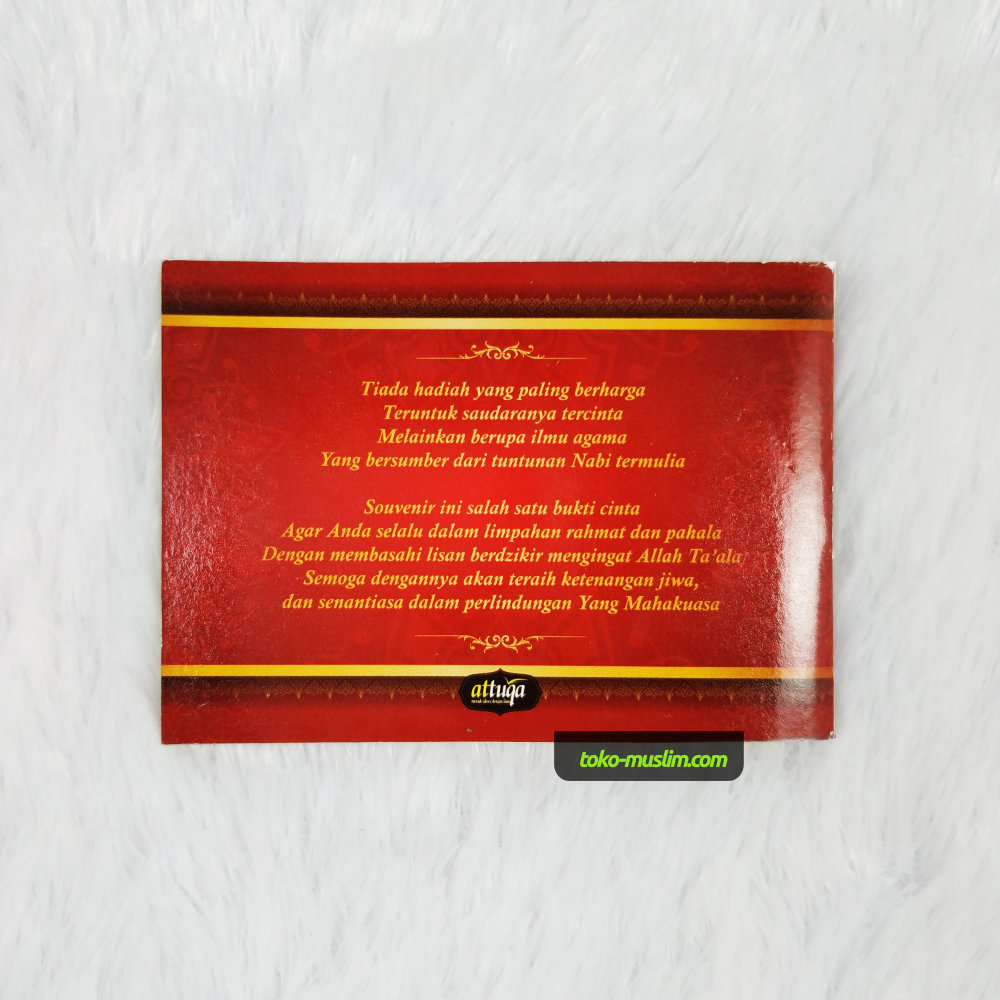 Tiada hadiah yang paling berharga
Teruntuk saudaranya tercinta
Melainkan berupa ilmu agama
Yang bersumber dari tuntunan Nabi termulia
Souvenir ini salah satu bukti cinta
Agar Anda selalu dalam limpahan rahmat dan pahala
Dengan membasahi lisan berdzikir mengingat Allah Ta'ala
Semoga dengannya akan teraih ketenangan jiwa,
dan senantiasa dalam perlindungan Yang Mahakuasa
attuqa
toko-muslim.com